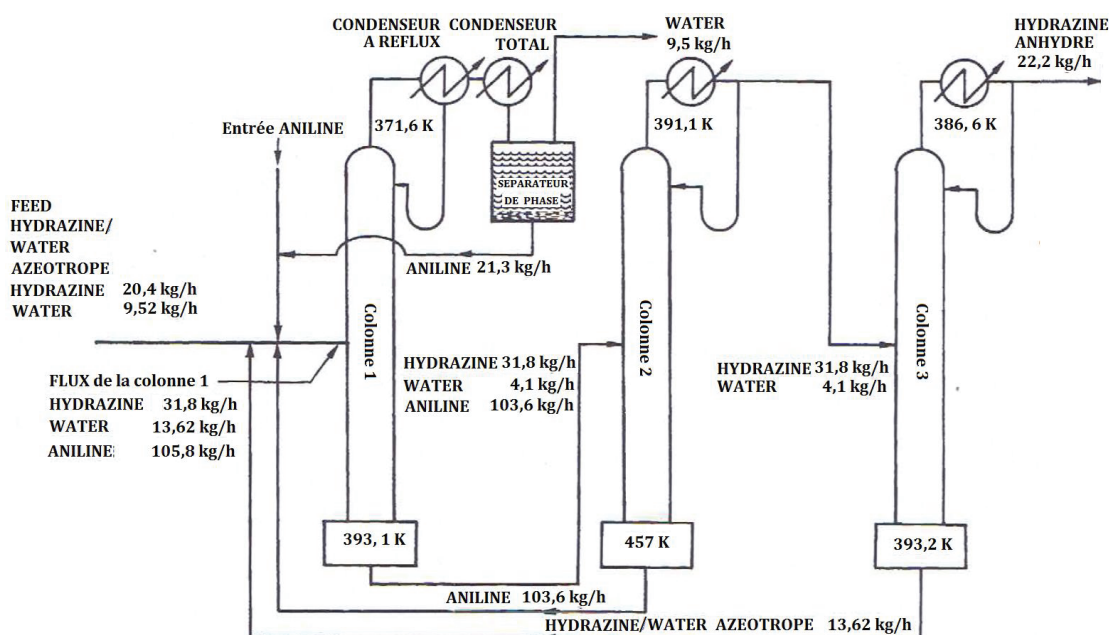 CONDENSEUR CONDENSEUR
A REFLUX TOTAL
WATER
9,5 kg/h
HYDRAZINE
ANHYDRE
22,2 kg/h
371,6 K
391,1 K
386, 6 K
Entrée ANILINE
SEPARATEUR
DE PHASE
FEED
HYDRAZINE/
WATER
AZEOTROPE
HYDRAZINE 20,4 kg/h
WATER 9,52 kg/h
ANILINE 21,3 kg/h
Colonne 1
Colonne 2
Colonne 3
FLUX de la colonne 1
HYDRAZINE 31,8 kg/h
WATER 13,62 kg/h
ANILINE: 105,8 kg/h
HYDRAZINE 31,8 kg/h
WATER 4,1 kg/h
ANILINE 103,6 kg/h
HYDRAZINE 31,8 kg/h
WATER 4,1 kg/h
393, 1 K
457 K
393,2 K
ANILINE 103,6 kg/h
HYDRAZINE/WATER AZEOTROPE 13,62 kg/h